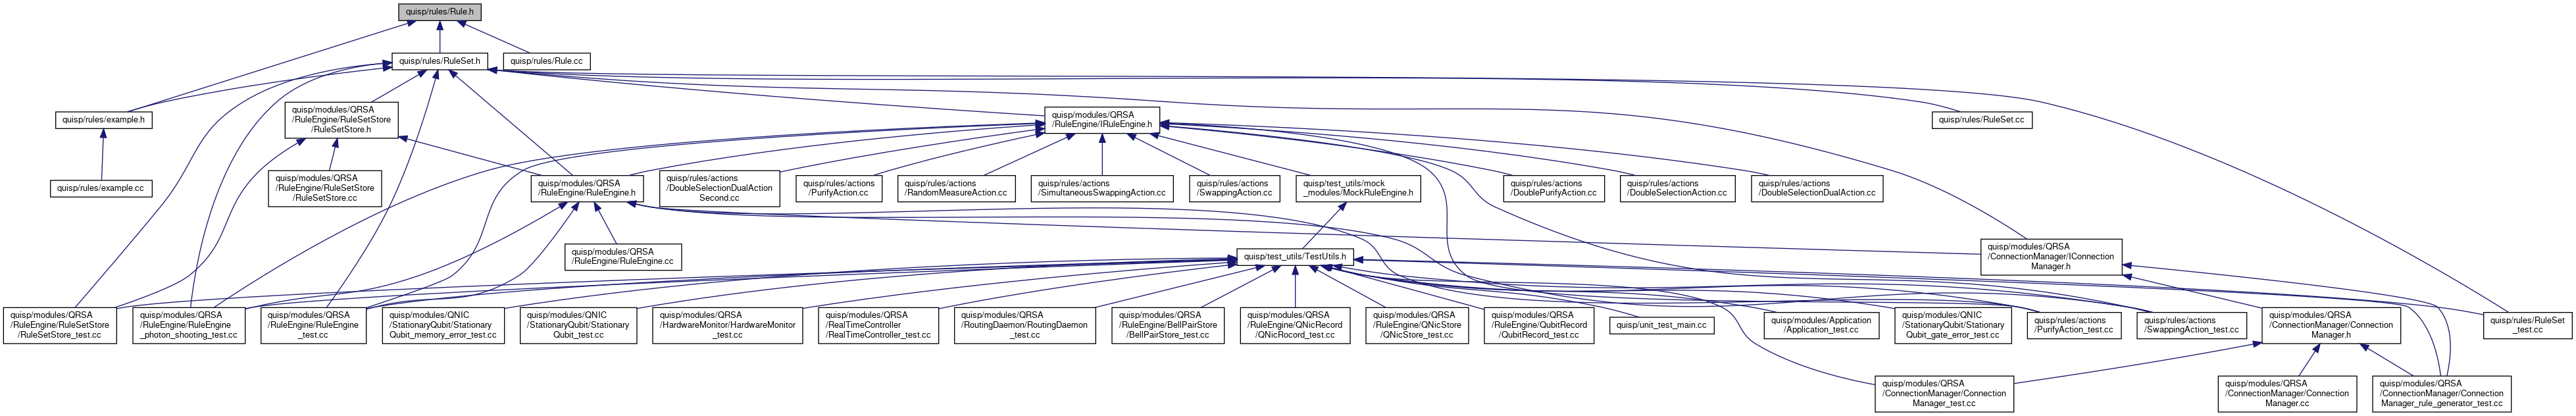 quisp/rules/Rule.h
quisp/rules/RuleSet.h
quisp/rules/Rule.cc
quisp/rules/example.h
quisp/modules/QRSA
/RuleEngine/RuleSetStore
/RuleSetStore.h
quisp/modules/QRSA
/RuleEngine/IRuleEngine.h
quisp/rules/RuleSet.cc
quisp/rules/example.cc
quisp/modules/QRSA
/RuleEngine/RuleSetStore
/RuleSetStore.cc
quisp/modules/QRSA
/RuleEngine/RuleEngine.h
quisp/rules/actions
/DoubleSelectionDualAction
Second.cc
quisp/rules/actions
/PurifyAction.cc
quisp/rules/actions
/RandomMeasureAction.cc
quisp/rules/actions
/SimultaneousSwappingAction.cc
quisp/rules/actions
/SwappingAction.cc
quisp/test_utils/mock
_modules/MockRuleEngine.h
quisp/rules/actions
/DoublePurifyAction.cc
quisp/rules/actions
/DoubleSelectionAction.cc
quisp/rules/actions
/DoubleSelectionDualAction.cc
quisp/modules/QRSA
/RuleEngine/RuleEngine.cc
quisp/test_utils/TestUtils.h
quisp/modules/QRSA
/ConnectionManager/IConnection
Manager.h
quisp/modules/QRSA
/RuleEngine/RuleSetStore
/RuleSetStore_test.cc
quisp/modules/QRSA
/RuleEngine/RuleEngine
_photon_shooting_test.cc
quisp/modules/QRSA
/RuleEngine/RuleEngine
_test.cc
quisp/modules/QNIC
/StationaryQubit/Stationary
Qubit_memory_error_test.cc
quisp/modules/QNIC
/StationaryQubit/Stationary
Qubit_test.cc
quisp/modules/QRSA
/HardwareMonitor/HardwareMonitor
_test.cc
quisp/modules/QRSA
/RealTimeController
/RealTimeController_test.cc
quisp/modules/QRSA
/RoutingDaemon/RoutingDaemon
_test.cc
quisp/modules/QRSA
/RuleEngine/BellPairStore
/BellPairStore_test.cc
quisp/modules/QRSA
/RuleEngine/QNicRecord
/QNicRocord_test.cc
quisp/modules/QRSA
/RuleEngine/QNicStore
/QNicStore_test.cc
quisp/modules/QRSA
/RuleEngine/QubitRecord
/QubitRecord_test.cc
quisp/unit_test_main.cc
quisp/modules/Application
/Application_test.cc
quisp/modules/QNIC
/StationaryQubit/Stationary
Qubit_gate_error_test.cc
quisp/rules/actions
/PurifyAction_test.cc
quisp/rules/actions
/SwappingAction_test.cc
quisp/modules/QRSA
/ConnectionManager/Connection
Manager.h
quisp/rules/RuleSet
_test.cc
quisp/modules/QRSA
/ConnectionManager/Connection
Manager_test.cc
quisp/modules/QRSA
/ConnectionManager/Connection
Manager.cc
quisp/modules/QRSA
/ConnectionManager/Connection
Manager_rule_generator_test.cc